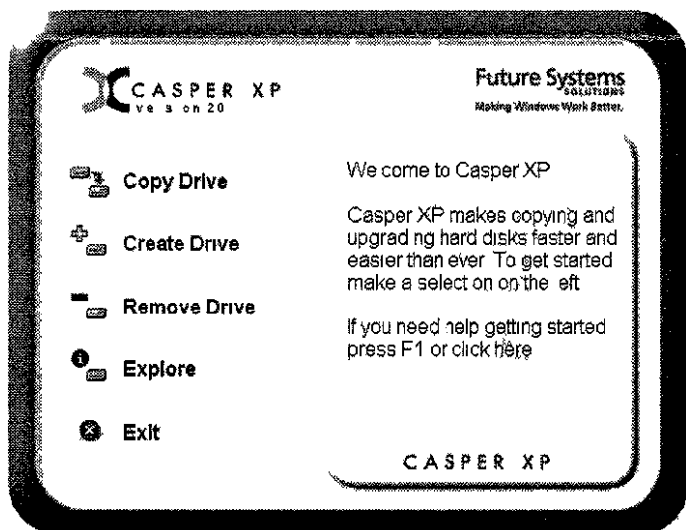 CASPER XP
ve s on 20
Future Systems
SOLUTIONS
Making Windows Work Better.
Copy Drive
Create Drive
Remove Drive
Explore
Exit
We come to Casper XP
Casper XP makes copying and
upgrad ng hard disks faster and
easier than ever To get started
make a select on on the eft
If you need help getting started
press F1 or click here
CASPER XP